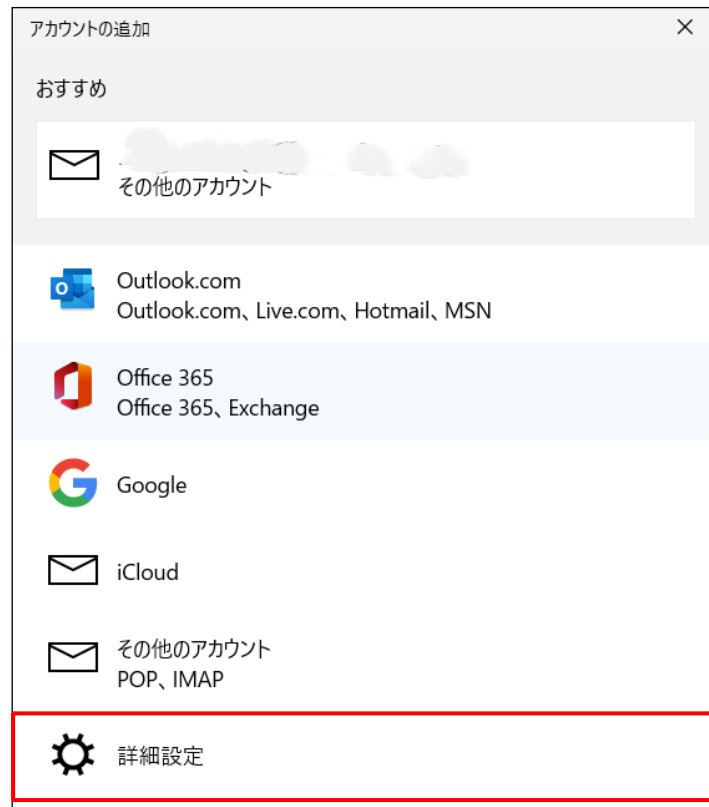 アカウントの追加
おすすめ
その他のアカウント
Outlook.com
Outlook.com、Live.com、Hotmail、MSN
Office 365
Office 365、Exchange
Google
iCloud
その他のアカウント
POP、IMAP
詳細設定